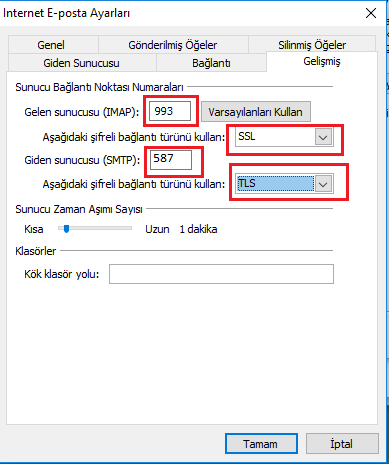 İnternet E-posta Ayarları
Genel Gönderilmiş Öğeler Silinmiş Öğeler
Giden Sunucusu Bağlantı Gelişmiş
Sunucu Bağlantı Noktası Numaraları
Gelen sunucusu (IMAP): 993 Varsayılanları Kullan
Aşağıdaki şifreli bağlantı türünü kullan: SSL
Giden sunucusu (SMTP): 587
Aşağıdaki şifreli bağlantı türünü kullan: TLS
Sunucu Zaman Aşımı Sayısı
Kısa Uzun 1 dakika
Klasörler
Kök klasör yolu:
Tamam İptal